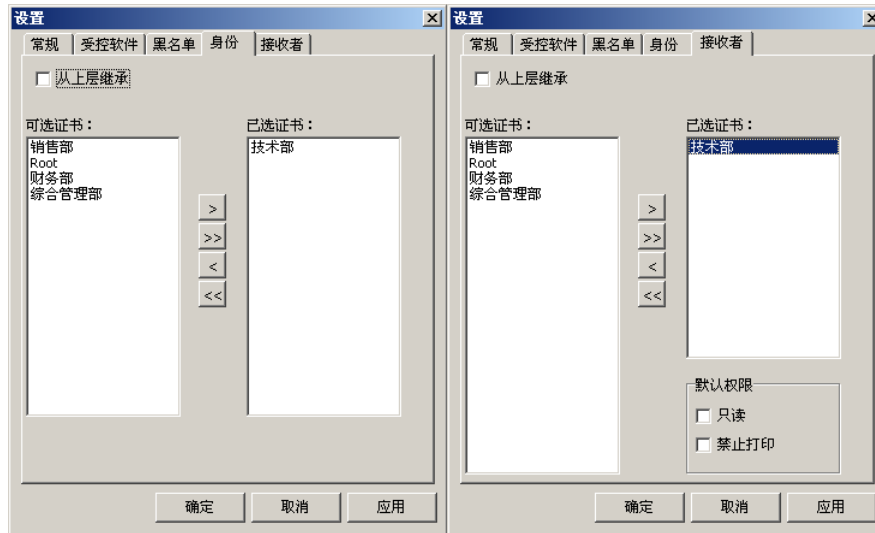 设置
常规 受控软件 黑名单 身份 接收者
从上层继承
可选证书：
已选证书：
销售部
Root
财务部
综合管理部
技术部
>
>>
<
<<
确定 取消 应用
设置
常规 受控软件 黑名单 身份 接收者
从上层继承
可选证书：
已选证书：
销售部
Root
财务部
综合管理部
技术部
>
>>
<
<<
默认权限
只读
禁止打印
确定 取消 应用